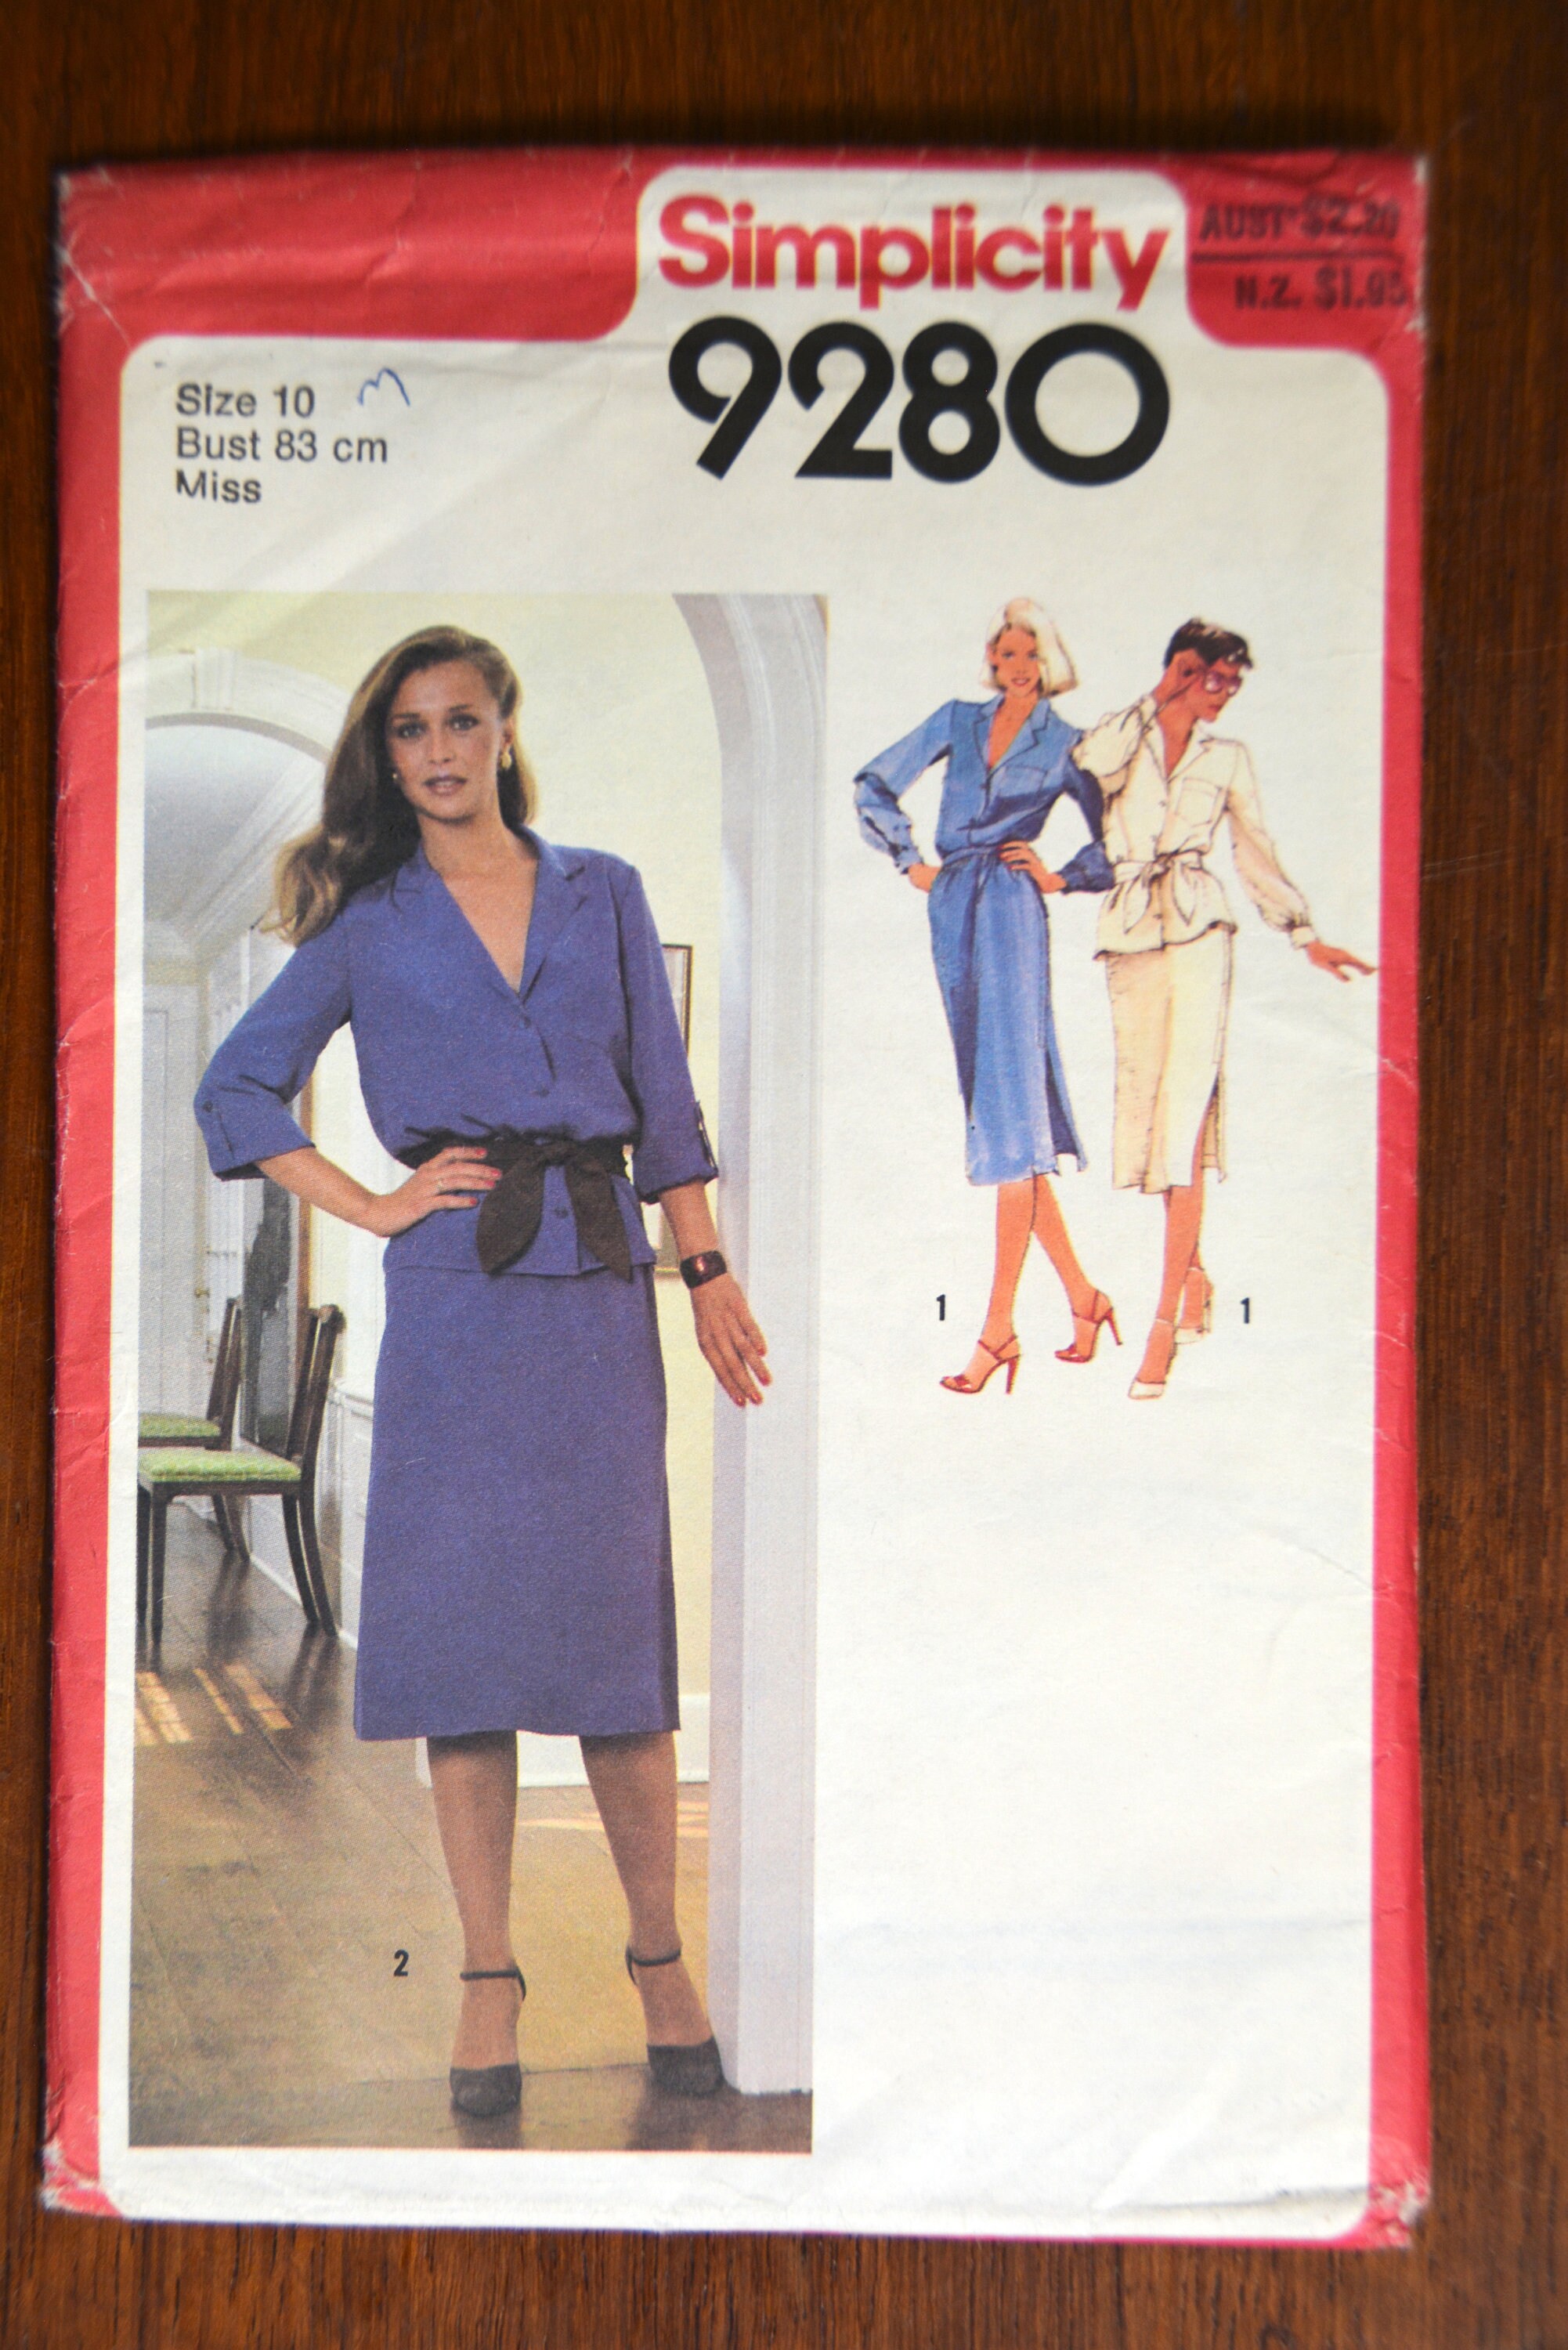 Simplicity
AUST $2.20
N.Z. $1.95
9280
Size 10 m
Bust 83 cm
Miss
1
1
2